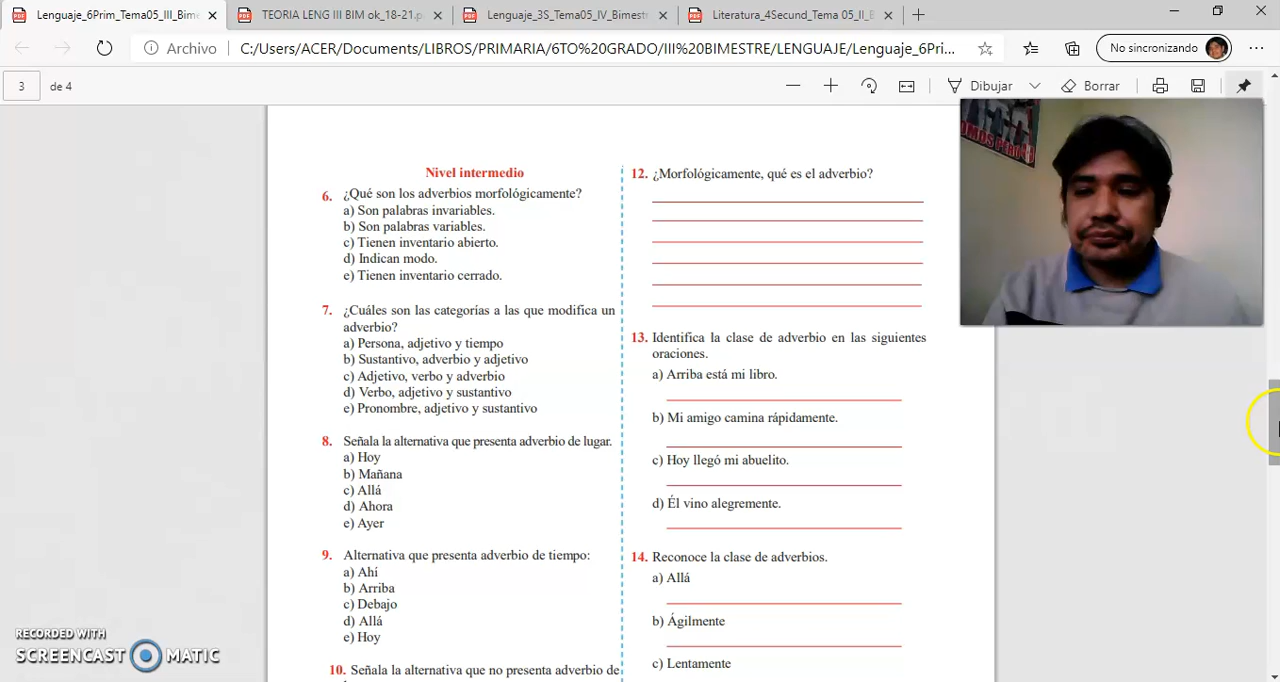 Lenguaje_6Prim_Tema05_III_Bime
TEORIA LENG III BIM ok_18-21.p
Lenguaje_3S_Tema05_IV_Bimestr
Literatura_4Secund_Tema 05_II_B
Archivo
C:/Users/ACER/Documents/LIBROS/PRIMARIA/6TO%20GRADO/III%20BIMESTRE/LENGUAJE/Lenguaje_6Pri...
No sincronizando
3 de 4
Dibujar
Borrar
OMOS PERÚ
Nivel intermedio
6. ¿Qué son los adverbios morfológicamente?
a) Son palabras invariables.
b) Son palabras variables.
c) Tienen inventario abierto.
d) Indican modo.
e) Tienen inventario cerrado.
7. ¿Cuáles son las categorías a las que modifica un
adverbio?
a) Persona, adjetivo y tiempo
b) Sustantivo, adverbio y adjetivo
c) Adjetivo, verbo y adverbio
d) Verbo, adjetivo y sustantivo
e) Pronombre, adjetivo y sustantivo
8. Señala la alternativa que presenta adverbio de lugar.
a) Hoy
b) Mañana
c) Allá
d) Ahora
e) Ayer
9. Alternativa que presenta adverbio de tiempo:
a) Ahí
b) Arriba
c) Debajo
d) Allá
e) Hoy
10. Señala la alternativa que no presenta adverbio de
12. ¿Morfológicamente, qué es el adverbio?
13. Identifica la clase de adverbio en las siguientes
oraciones.
a) Arriba está mi libro.
b) Mi amigo camina rápidamente.
c) Hoy llegó mi abuelito.
d) Él vino alegremente.
14. Reconoce la clase de adverbios.
a) Allá
b) Ágilmente
c) Lentamente
RECORDED WITH
SCREENCAST MATIC